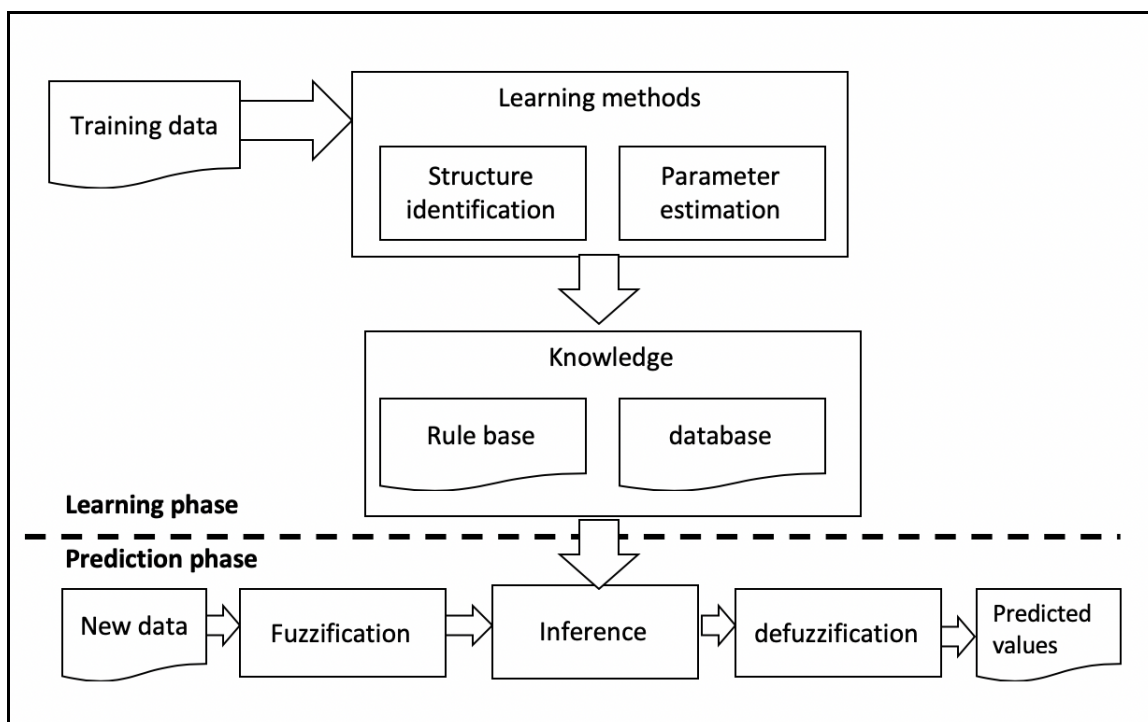 Training data
Learning methods
Structure
identification
Parameter
estimation
Knowledge
Rule base
database
Learning phase
Prediction phase
New data
Fuzzification
Inference
defuzzification
Predicted
values